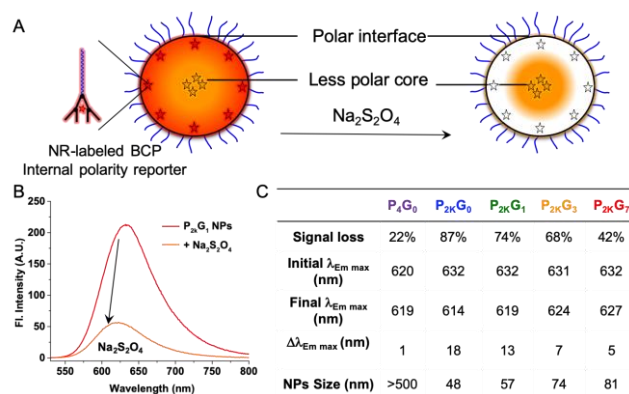 A
Polar interface
Less polar core
Na₂S₂O₄
NR-labeled BCP
Internal polarity reporter
B
Fl. Intensity (A.U.)
250
200
150
100
50
0
P₂ₖG₁ NPs
+ Na₂S₂O₄
Na₂S₂O₄
550 600 650 700 750 800
Wavelength (nm)
C
P₄G₀ P₂ₖG₀ P₂ₖG₁ P₂ₖG₃ P₂ₖG₇
Signal loss 22% 87% 74% 68% 42%
Initial λEm max (nm) 620 632 632 631 632
Final λEm max (nm) 619 614 619 624 627
ΔλEm max (nm) 1 18 13 7 5
NPs Size (nm) >500 48 57 74 81